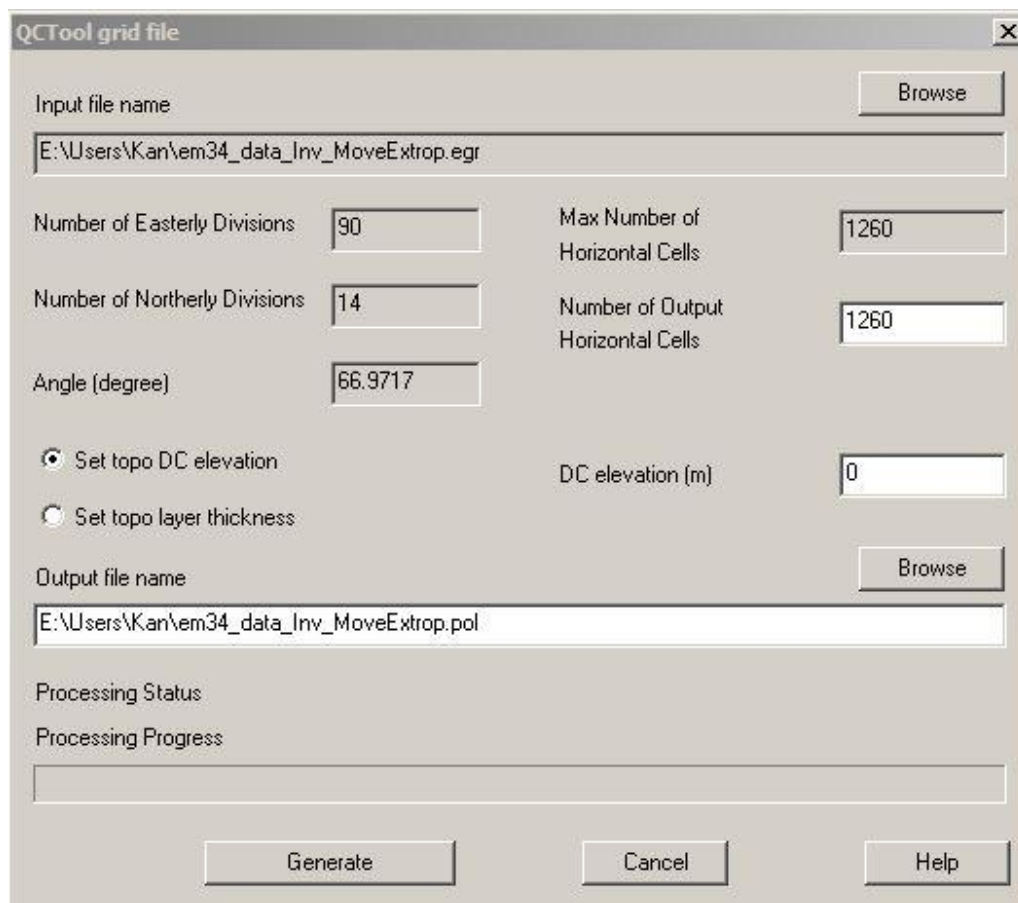 QCTool grid file
Browse
Input file name
E:\Users\Kan\em34_data_Inv_MoveExtrop.egr
Number of Easterly Divisions
90
Max Number of
Horizontal Cells
1260
Number of Northerly Divisions
14
Number of Output
Horizontal Cells
1260
Angle (degree)
66.9717
Set topo DC elevation
DC elevation (m)
0
Set topo layer thickness
Browse
Output file name
E:\Users\Kan\em34_data_Inv_MoveExtrop.pol
Processing Status
Processing Progress
Generate
Cancel
Help